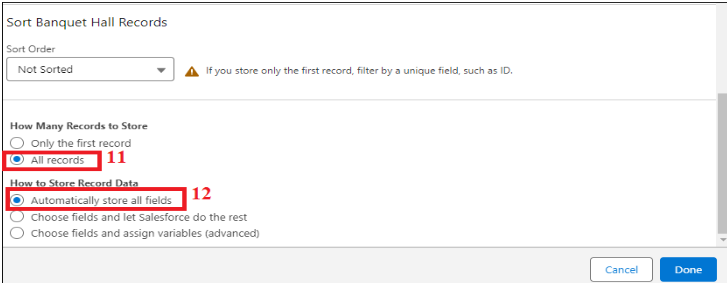 Sort Banquet Hall Records
Sort Order
Not Sorted
If you store only the first record, filter by a unique field, such as ID.
How Many Records to Store
Only the first record
All records 11
How to Store Record Data
Automatically store all fields 12
Choose fields and let Salesforce do the rest
Choose fields and assign variables (advanced)
Cancel Done